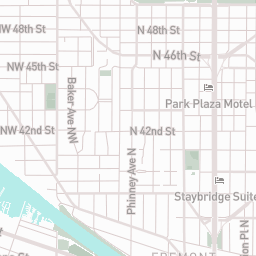 NW 48th St
N 48th St
N 46th St
NW 45th St
Baker Ave NW
Park Plaza Motel
NW 42nd St
N 42nd St
Phinney Ave N
Staybridge Suite
FREMONT